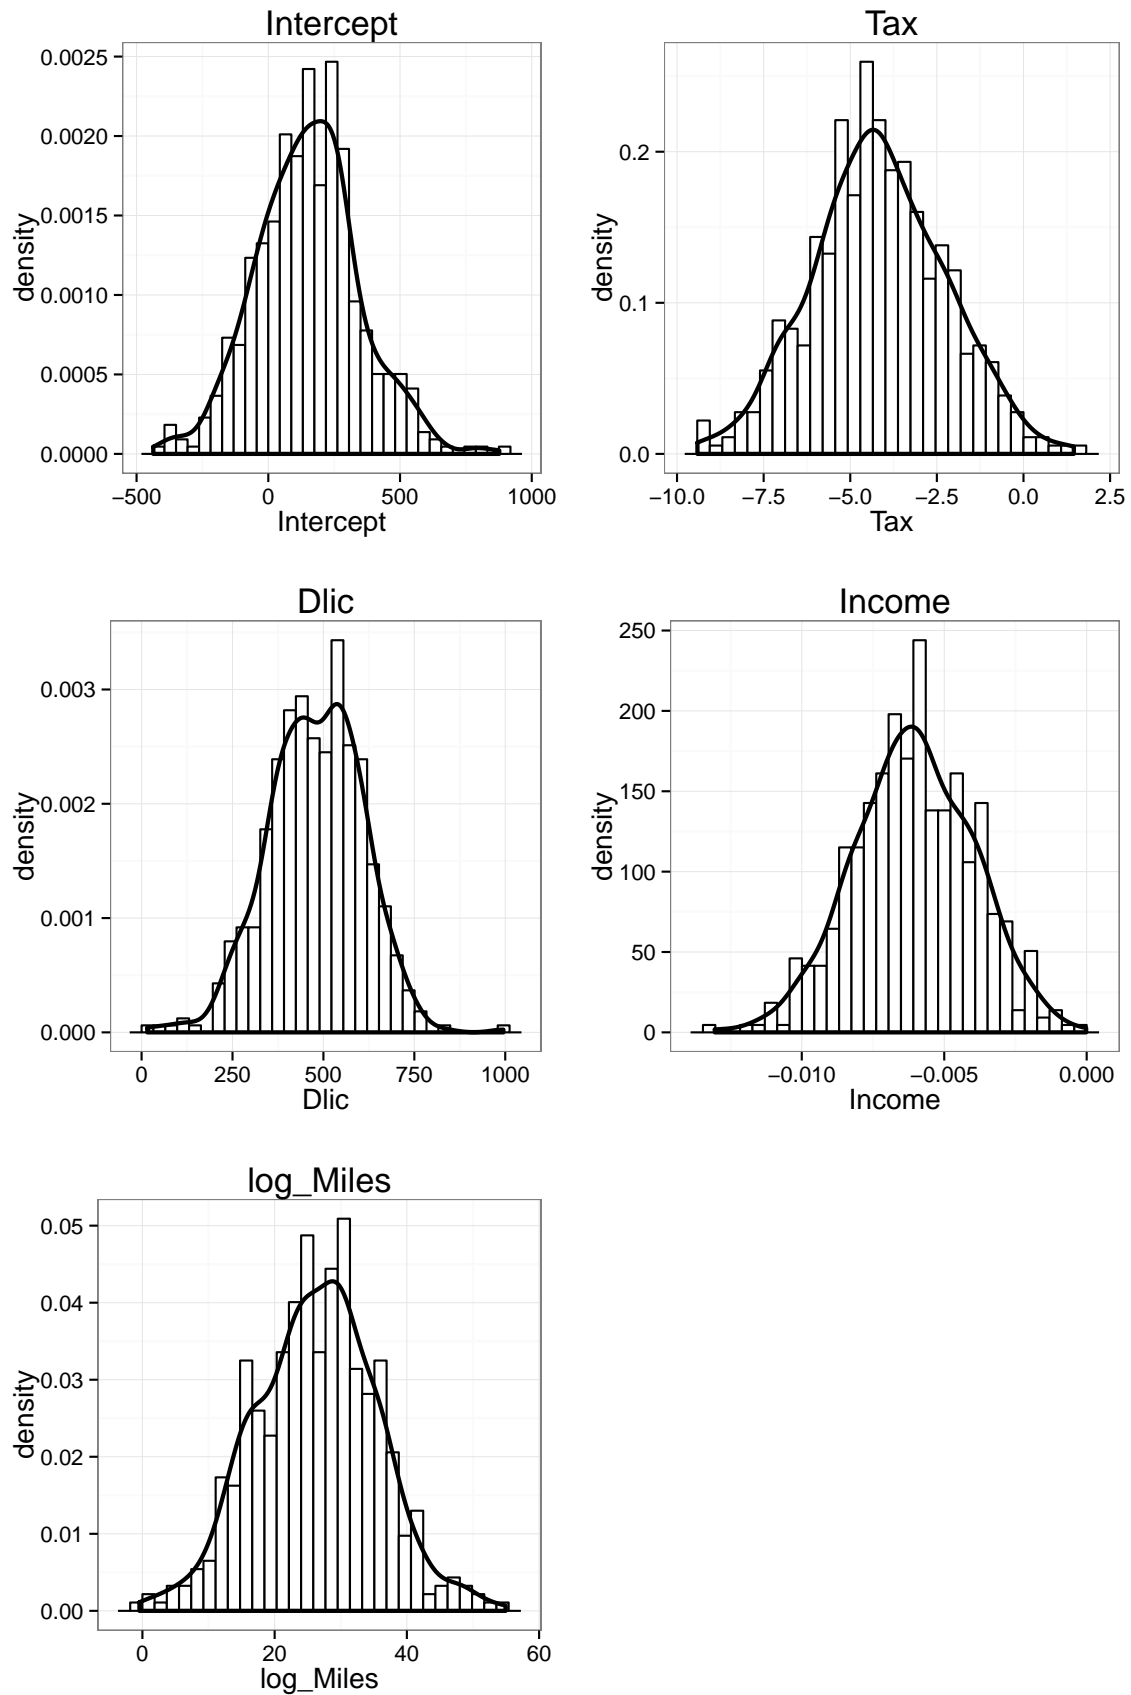 Intercept
density
0.0025
0.0020
0.0015
0.0010
0.0005
0.0000
−500 0 500 1000
Intercept
Tax
density
0.2
0.1
0.0
−10.0 −7.5 −5.0 −2.5 0.0 2.5
Tax
Dlic
density
0.003
0.002
0.001
0.000
0 250 500 750 1000
Dlic
Income
density
250
200
150
100
50
0
−0.010 −0.005 0.000
Income
log_Miles
density
0.05
0.04
0.03
0.02
0.01
0.00
0 20 40 60
log_Miles